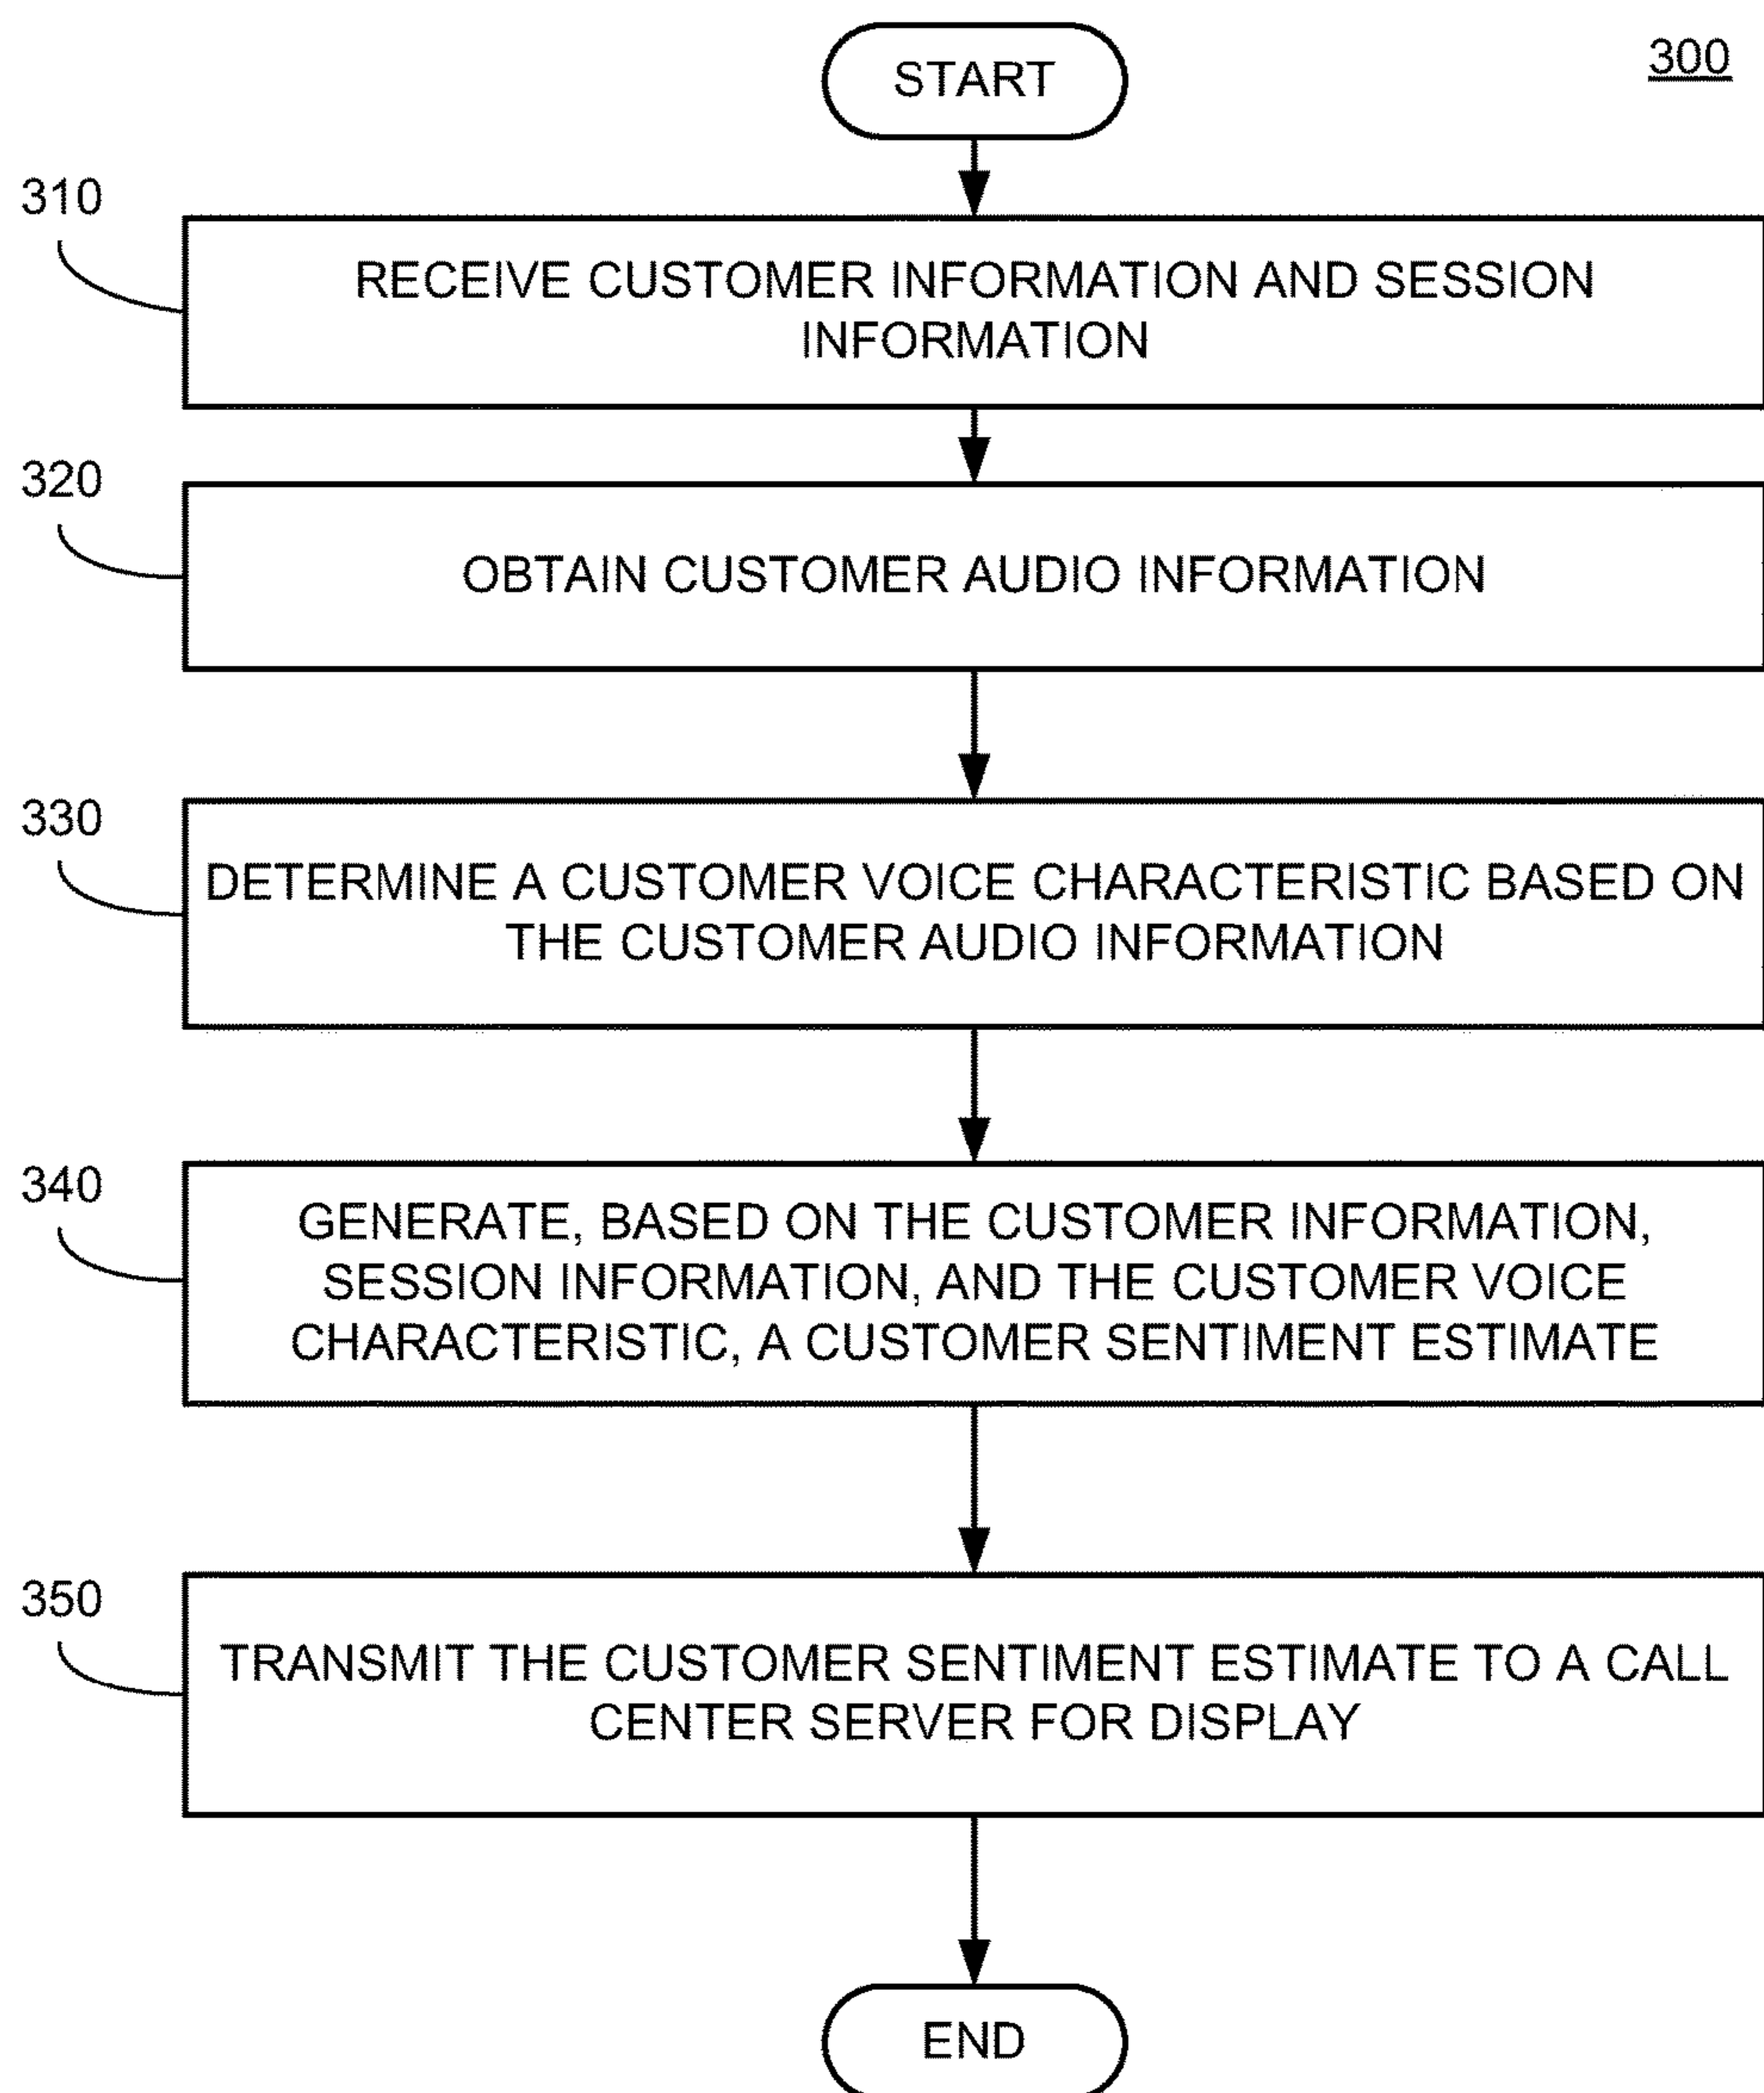 START
300
310
RECEIVE CUSTOMER INFORMATION AND SESSION
INFORMATION
320
OBTAIN CUSTOMER AUDIO INFORMATION
330
DETERMINE A CUSTOMER VOICE CHARACTERISTIC BASED ON
THE CUSTOMER AUDIO INFORMATION
340
GENERATE, BASED ON THE CUSTOMER INFORMATION,
SESSION INFORMATION, AND THE CUSTOMER VOICE
CHARACTERISTIC, A CUSTOMER SENTIMENT ESTIMATE
350
TRANSMIT THE CUSTOMER SENTIMENT ESTIMATE TO A CALL
CENTER SERVER FOR DISPLAY
END